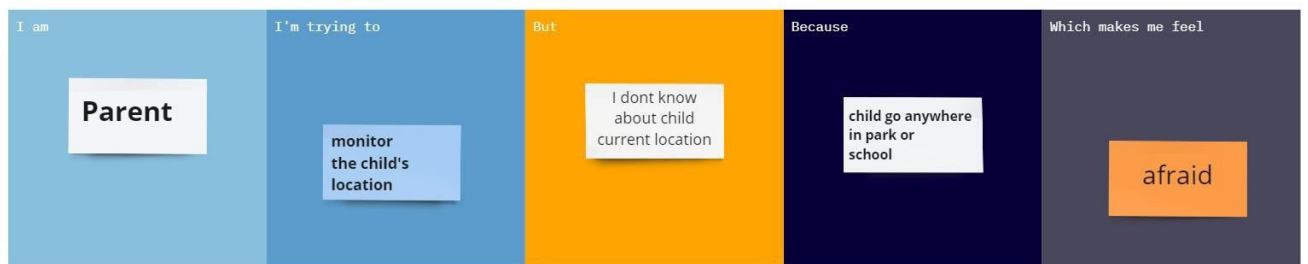 I am
Parent
I'm trying to
monitor
the child's
location
But
I dont know
about child
current location
Because
child go anywhere
in park or
school
Which makes me feel
afraid